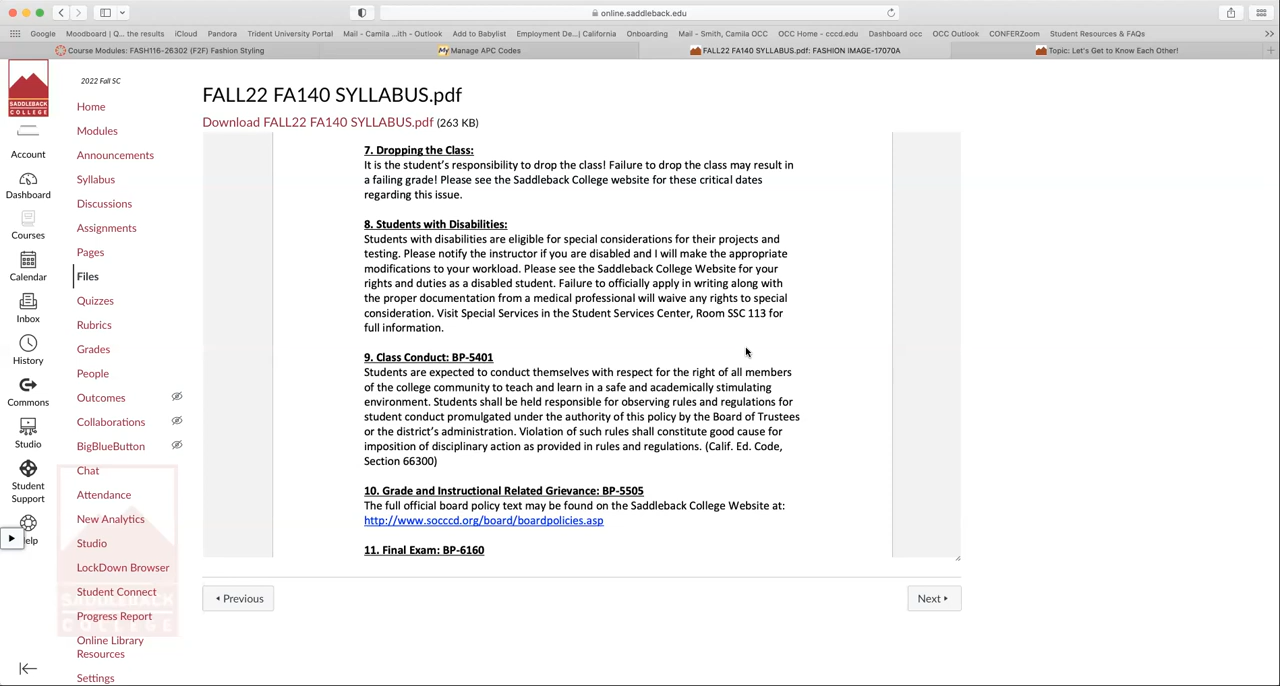 online.saddleback.edu
Google Moodboard | Q...the results iCloud Pandora Trident University Portal Mail - Camila ...ith - Outlook Add to Babylist Employment De...| California Onboarding Mail - Smith, Camila OCC OCC Home - cccd.edu Dashboard occ OCC Outlook CONFERZoom Student Resources & FAQs
Course Modules: FASH116-26302 (F2F) Fashion Styling My Manage APC Codes FALL22 FA140 SYLLABUS.pdf: FASHION IMAGE-17070A Topic: Let's Get to Know Each Other!
SADDLEBACK
COLLEGE
Account
Dashboard
Courses
Calendar
Inbox
History
Commons
Studio
Student
Support
elp
2022 Fall SC
Home
Modules
Announcements
Syllabus
Discussions
Assignments
Pages
Files
Quizzes
Rubrics
Grades
People
Outcomes
Collaborations
BigBlueButton
Chat
Attendance
New Analytics
Studio
LockDown Browser
Student Connect
Progress Report
Online Library
Resources
Settings
SADDLEBACK
COLLEGE
FALL22 FA140 SYLLABUS.pdf
Download FALL22 FA140 SYLLABUS.pdf (263 KB)
7. Dropping the Class:
It is the student's responsibility to drop the class! Failure to drop the class may result in
a failing grade! Please see the Saddleback College website for these critical dates
regarding this issue.
8. Students with Disabilities:
Students with disabilities are eligible for special considerations for their projects and
testing. Please notify the instructor if you are disabled and I will make the appropriate
modifications to your workload. Please see the Saddleback College Website for your
rights and duties as a disabled student. Failure to officially apply in writing along with
the proper documentation from a medical professional will waive any rights to special
consideration. Visit Special Services in the Student Services Center, Room SSC 113 for
full information.
9. Class Conduct: BP-5401
Students are expected to conduct themselves with respect for the right of all members
of the college community to teach and learn in a safe and academically stimulating
environment. Students shall be held responsible for observing rules and regulations for
student conduct promulgated under the authority of this policy by the Board of Trustees
or the district's administration. Violation of such rules shall constitute good cause for
imposition of disciplinary action as provided in rules and regulations. (Calif. Ed. Code,
Section 66300)
10. Grade and Instructional Related Grievance: BP-5505
The full official board policy text may be found on the Saddleback College Website at:
http://www.socccd.org/board/boardpolicies.asp
11. Final Exam: BP-6160
Previous
Next